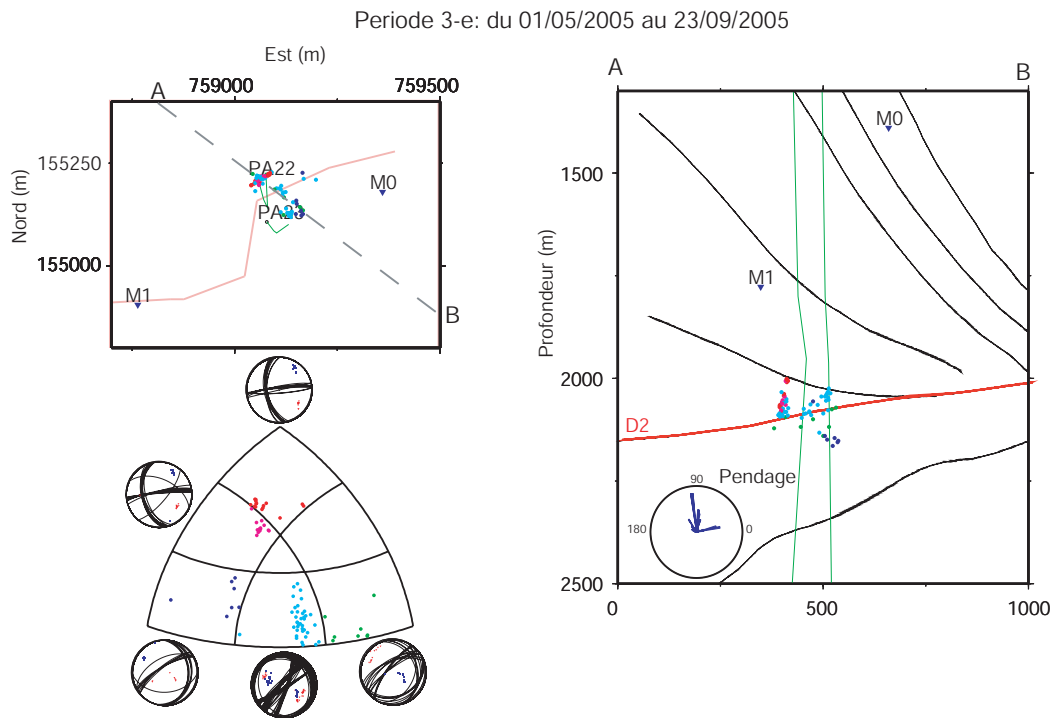 Periode 3-e: du 01/05/2005 au 23/09/2005
Est (m)
759000
759500
A
155250
155000
Nord (m)
PA22
PA23
M0
M1
B
A
B
M0
M1
D2
Profondeur (m)
1500
2000
2500
0
500
1000
Pendage
90
180
0